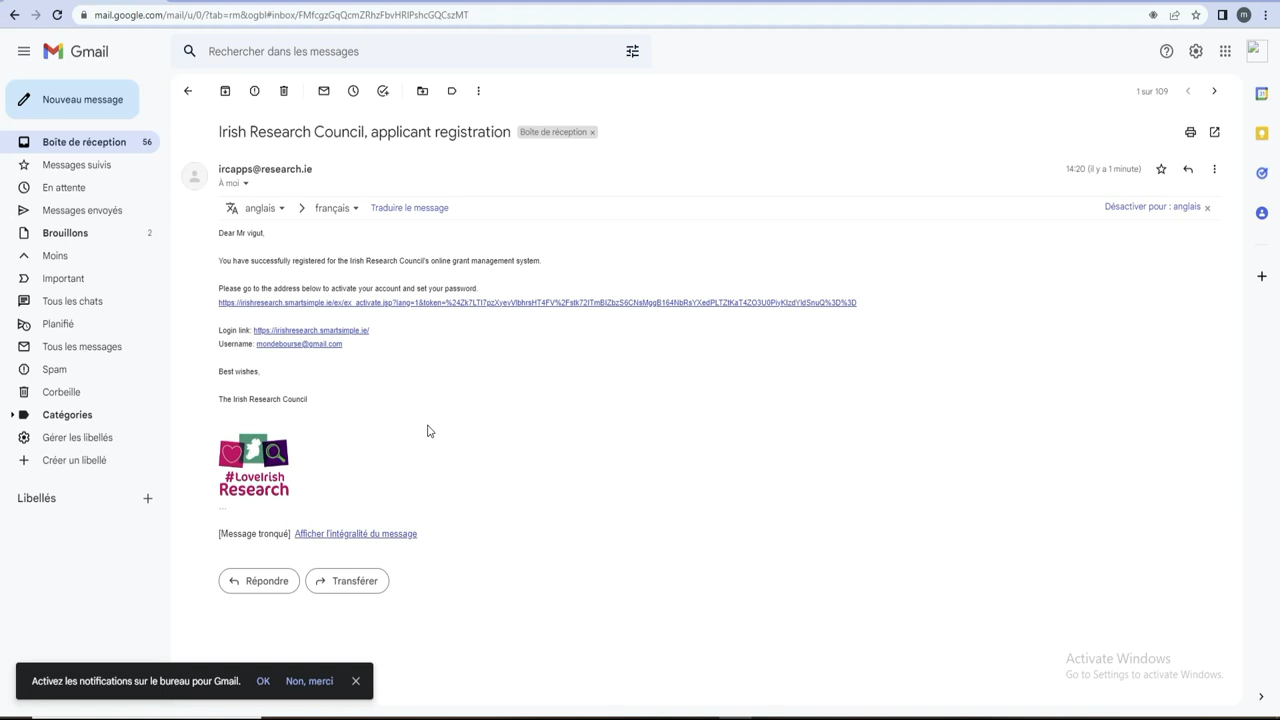 mail.google.com/mail/u/0/?tab=rm&ogbl#inbox/FMfcgzGqQcmZRhzFbvHRlPshcGQCszMT
m
Gmail
Rechercher dans les messages
Nouveau message
1 sur 109
Irish Research Council, applicant registration
Boîte de réception ×
Boîte de réception 56
Messages suivis
En attente
Messages envoyés
Brouillons 2
Moins
Important
Tous les chats
Planifié
Tous les messages
Spam
Corbeille
Catégories
Gérer les libellés
Créer un libellé
Libellés
ircapps@research.ie
14:20 (il y a 1 minute)
À moi
anglais > français Traduire le message
Désactiver pour : anglais ×
Dear Mr vigut,
You have successfully registered for the Irish Research Council's online grant management system.
Please go to the address below to activate your account and set your password.
Login link: https://irishresearch.smartsimple.ie/
Username: mondebourse@gmail.com
Best wishes,
The Irish Research Council
#LoveIrish
Research
...
[Message tronqué] Afficher l'intégralité du message
Répondre
Transférer
Activate Windows
Go to Settings to activate Windows.
Activez les notifications sur le bureau pour Gmail. OK Non, merci